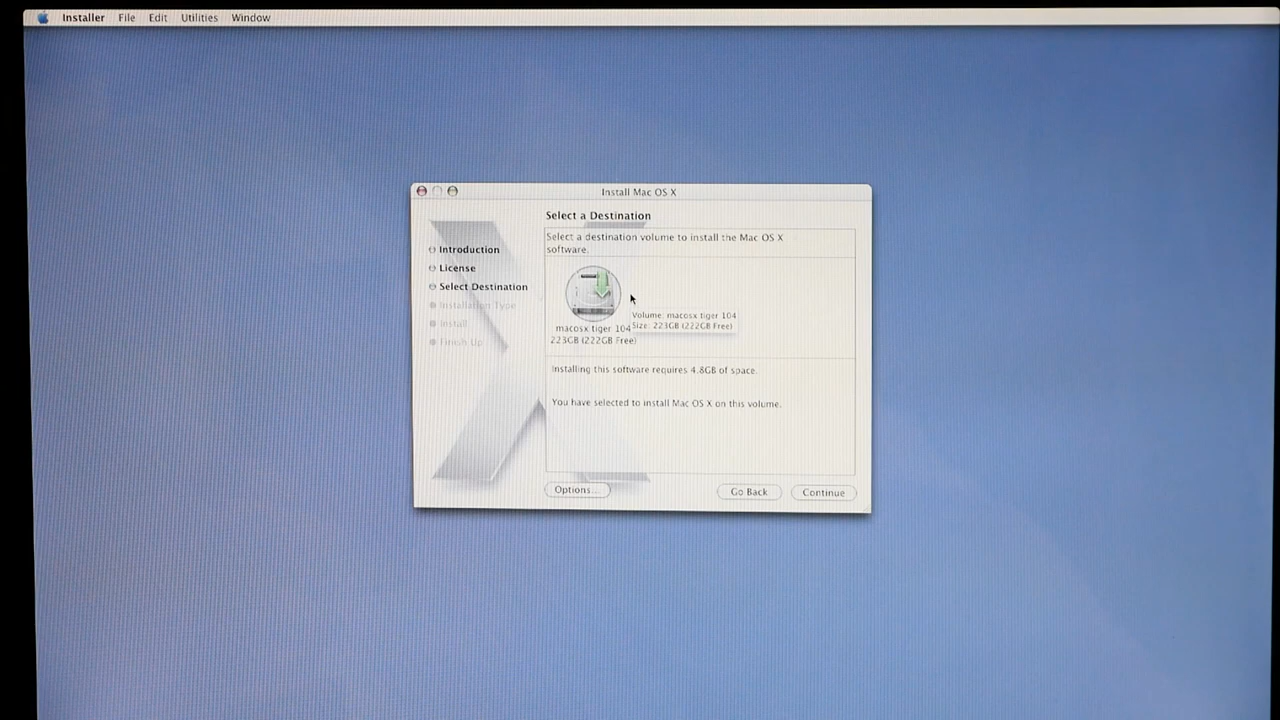 Installer File Edit Utilities Window
Install Mac OS X
Select a Destination
Introduction
License
Select Destination
Installation Type
Install
Finish Up
Select a destination volume to install the Mac OS X
software.
macosx tiger 104
223GB (222GB Free)
Volume: macosx tiger 104
Size: 223GB (222GB Free)
Installing this software requires 4.8GB of space.
You have selected to install Mac OS X on this volume.
Options...
Go Back
Continue